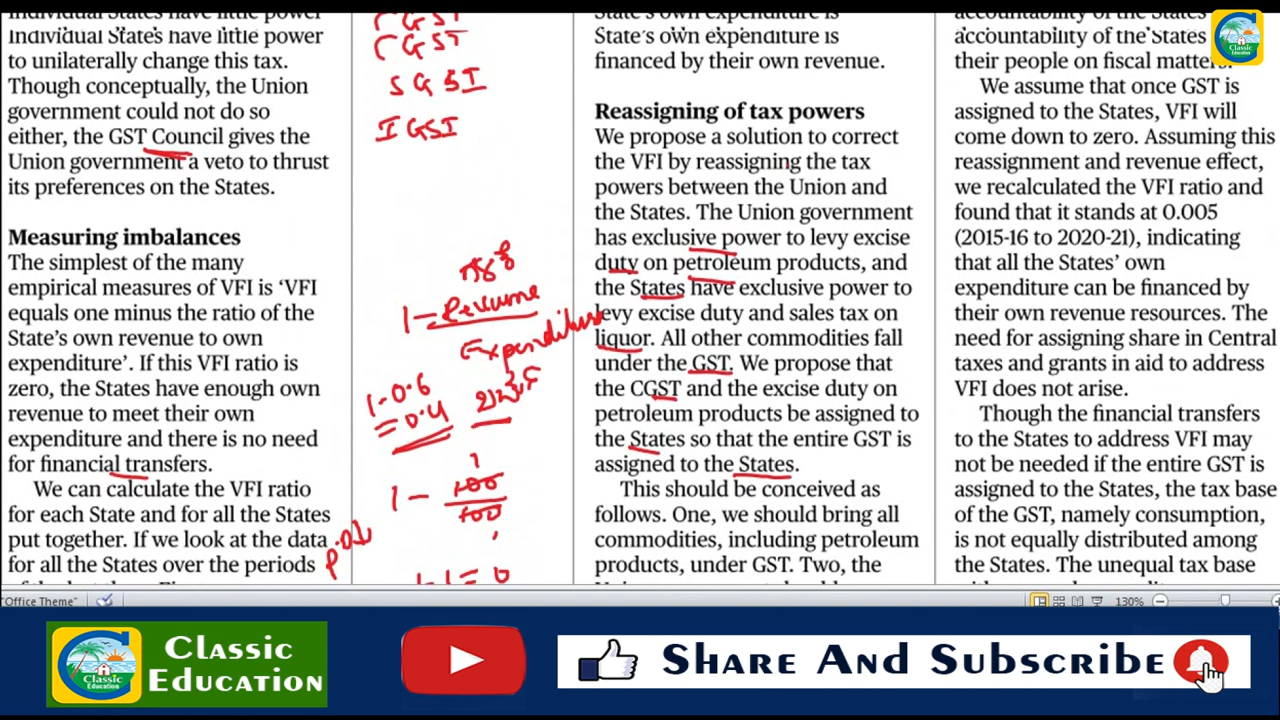 individual States have little power
individual States have little power
to unilaterally change this tax.
Though conceptually, the Union
government could not do so
either, the GST Council gives the
Union government a veto to thrust
its preferences on the States.
Measuring imbalances
The simplest of the many
empirical measures of VFI is ‘VFI
equals one minus the ratio of the
State’s own revenue to own
expenditure’. If this VFI ratio is
zero, the States have enough own
revenue to meet their own
expenditure and there is no need
for financial transfers.
We can calculate the VFI ratio
for each State and for all the States
put together. If we look at the data
for all the States over the periods
CGST
CGST
SGST
IGST
1 - Revenue
Expenditure
1-0.6
=0.4
1 - 100
100
State’s own expenditure is
State’s own expenditure is
financed by their own revenue.
Reassigning of tax powers
We propose a solution to correct
the VFI by reassigning the tax
powers between the Union and
the States. The Union government
has exclusive power to levy excise
duty on petroleum products, and
the States have exclusive power to
levy excise duty and sales tax on
liquor. All other commodities fall
under the GST. We propose that
the CGST and the excise duty on
petroleum products be assigned to
the States so that the entire GST is
assigned to the States.
This should be conceived as
follows. One, we should bring all
commodities, including petroleum
products, under GST. Two, the
accountability of the States
accountability of the States
their people on fiscal matters.
We assume that once GST is
assigned to the States, VFI will
come down to zero. Assuming this
reassignment and revenue effect,
we recalculated the VFI ratio and
found that it stands at 0.005
(2015-16 to 2020-21), indicating
that all the States’ own
expenditure can be financed by
their own revenue resources. The
need for assigning share in Central
taxes and grants in aid to address
VFI does not arise.
Though the financial transfers
to the States to address VFI may
not be needed if the entire GST is
assigned to the States, the tax base
of the GST, namely consumption,
is not equally distributed among
the States. The unequal tax base
Classic
Education
"Office Theme"
130%
Classic
Education
Classic
Education
Share And Subscribe